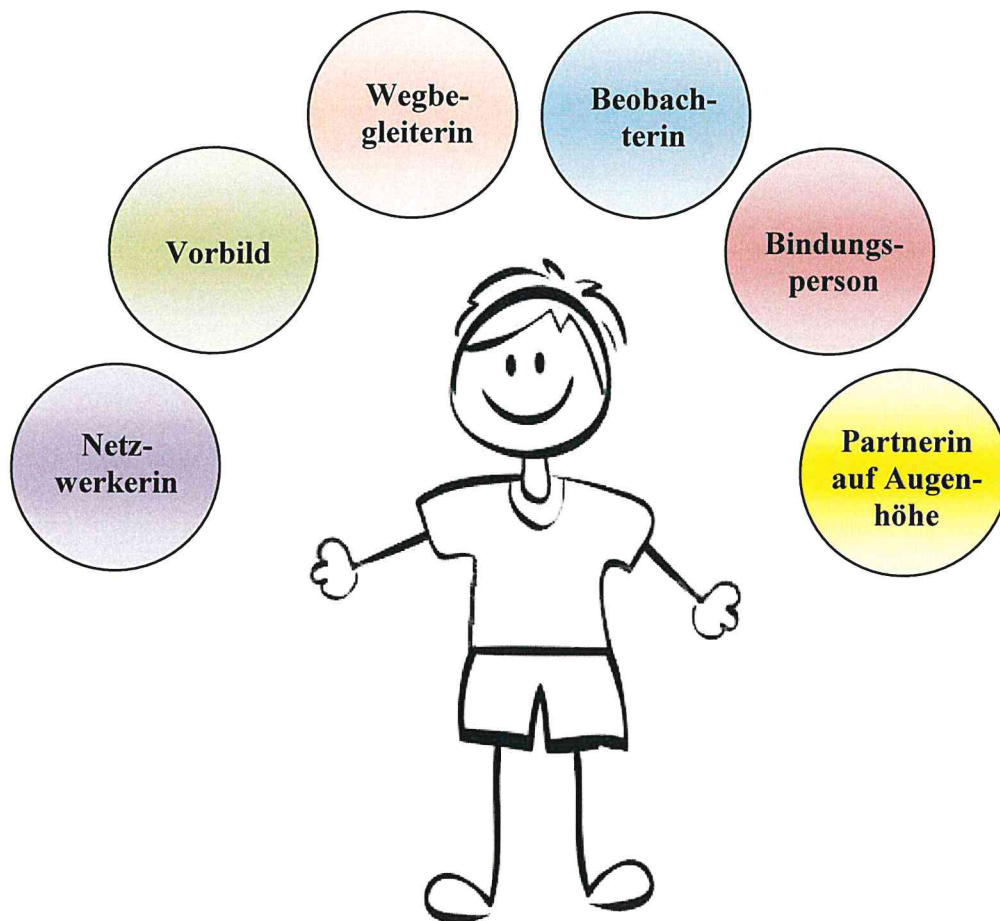 Netz-
werkerin
Vorbild
Wegbe-
gleiterin
Beobach-
terin
Bindungs-
person
Partnerin
auf Augen-
höhe